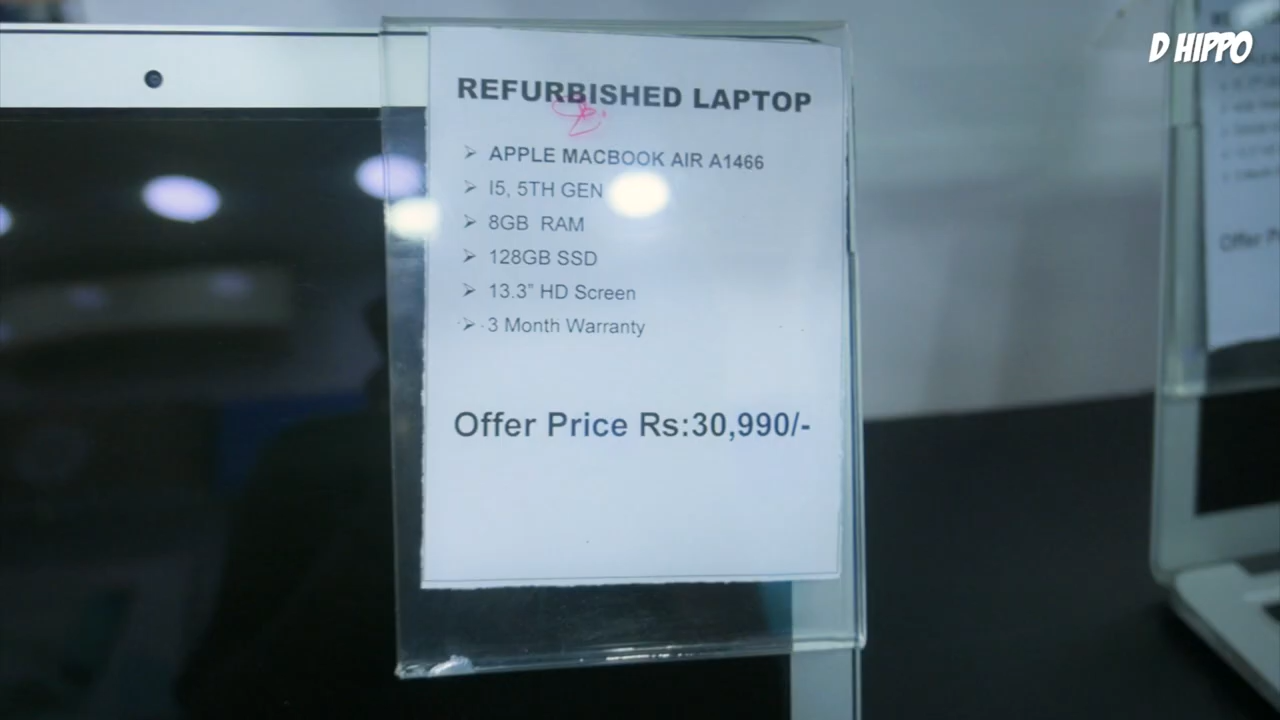 D HIPPO
REFURBISHED LAPTOP
➢ APPLE MACBOOK AIR A1466
➢ I5, 5TH GEN
➢ 8GB RAM
➢ 128GB SSD
➢ 13.3” HD Screen
➢ 3 Month Warranty
Offer Price Rs:30,990/-
Offer